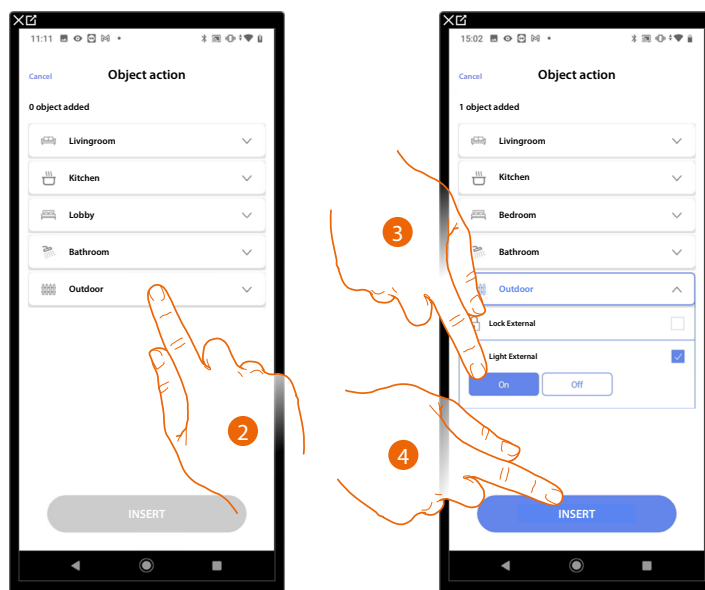 11:11
Cancel Object action
0 object added
Livingroom
Kitchen
Lobby
Bathroom
Outdoor
INSERT
2
15:02
Cancel Object action
1 object added
Livingroom
Kitchen
Bedroom
Bathroom
Outdoor
Lock External
Light External
On Off
INSERT
3
4